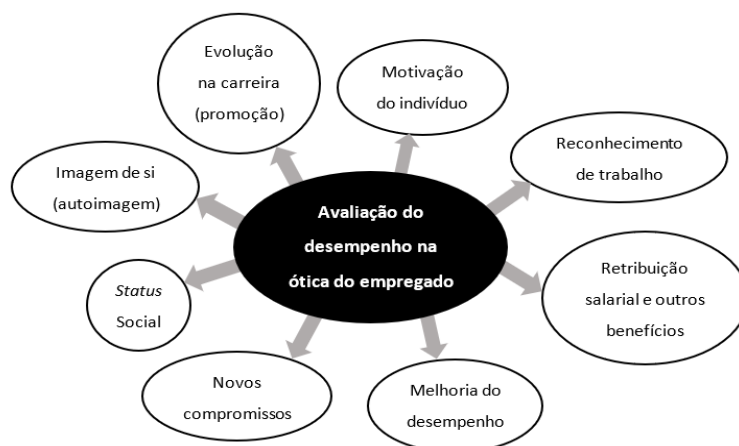 Evolução
na carreira
(promoção)
Motivação
do indivíduo
Reconhecimento
de trabalho
Imagem de si
(autoimagem)
Avaliação do
desempenho na
ótica do empregado
Retribuição
salarial e outros
benefícios
Status
Social
Novos
compromissos
Melhoria do
desempenho